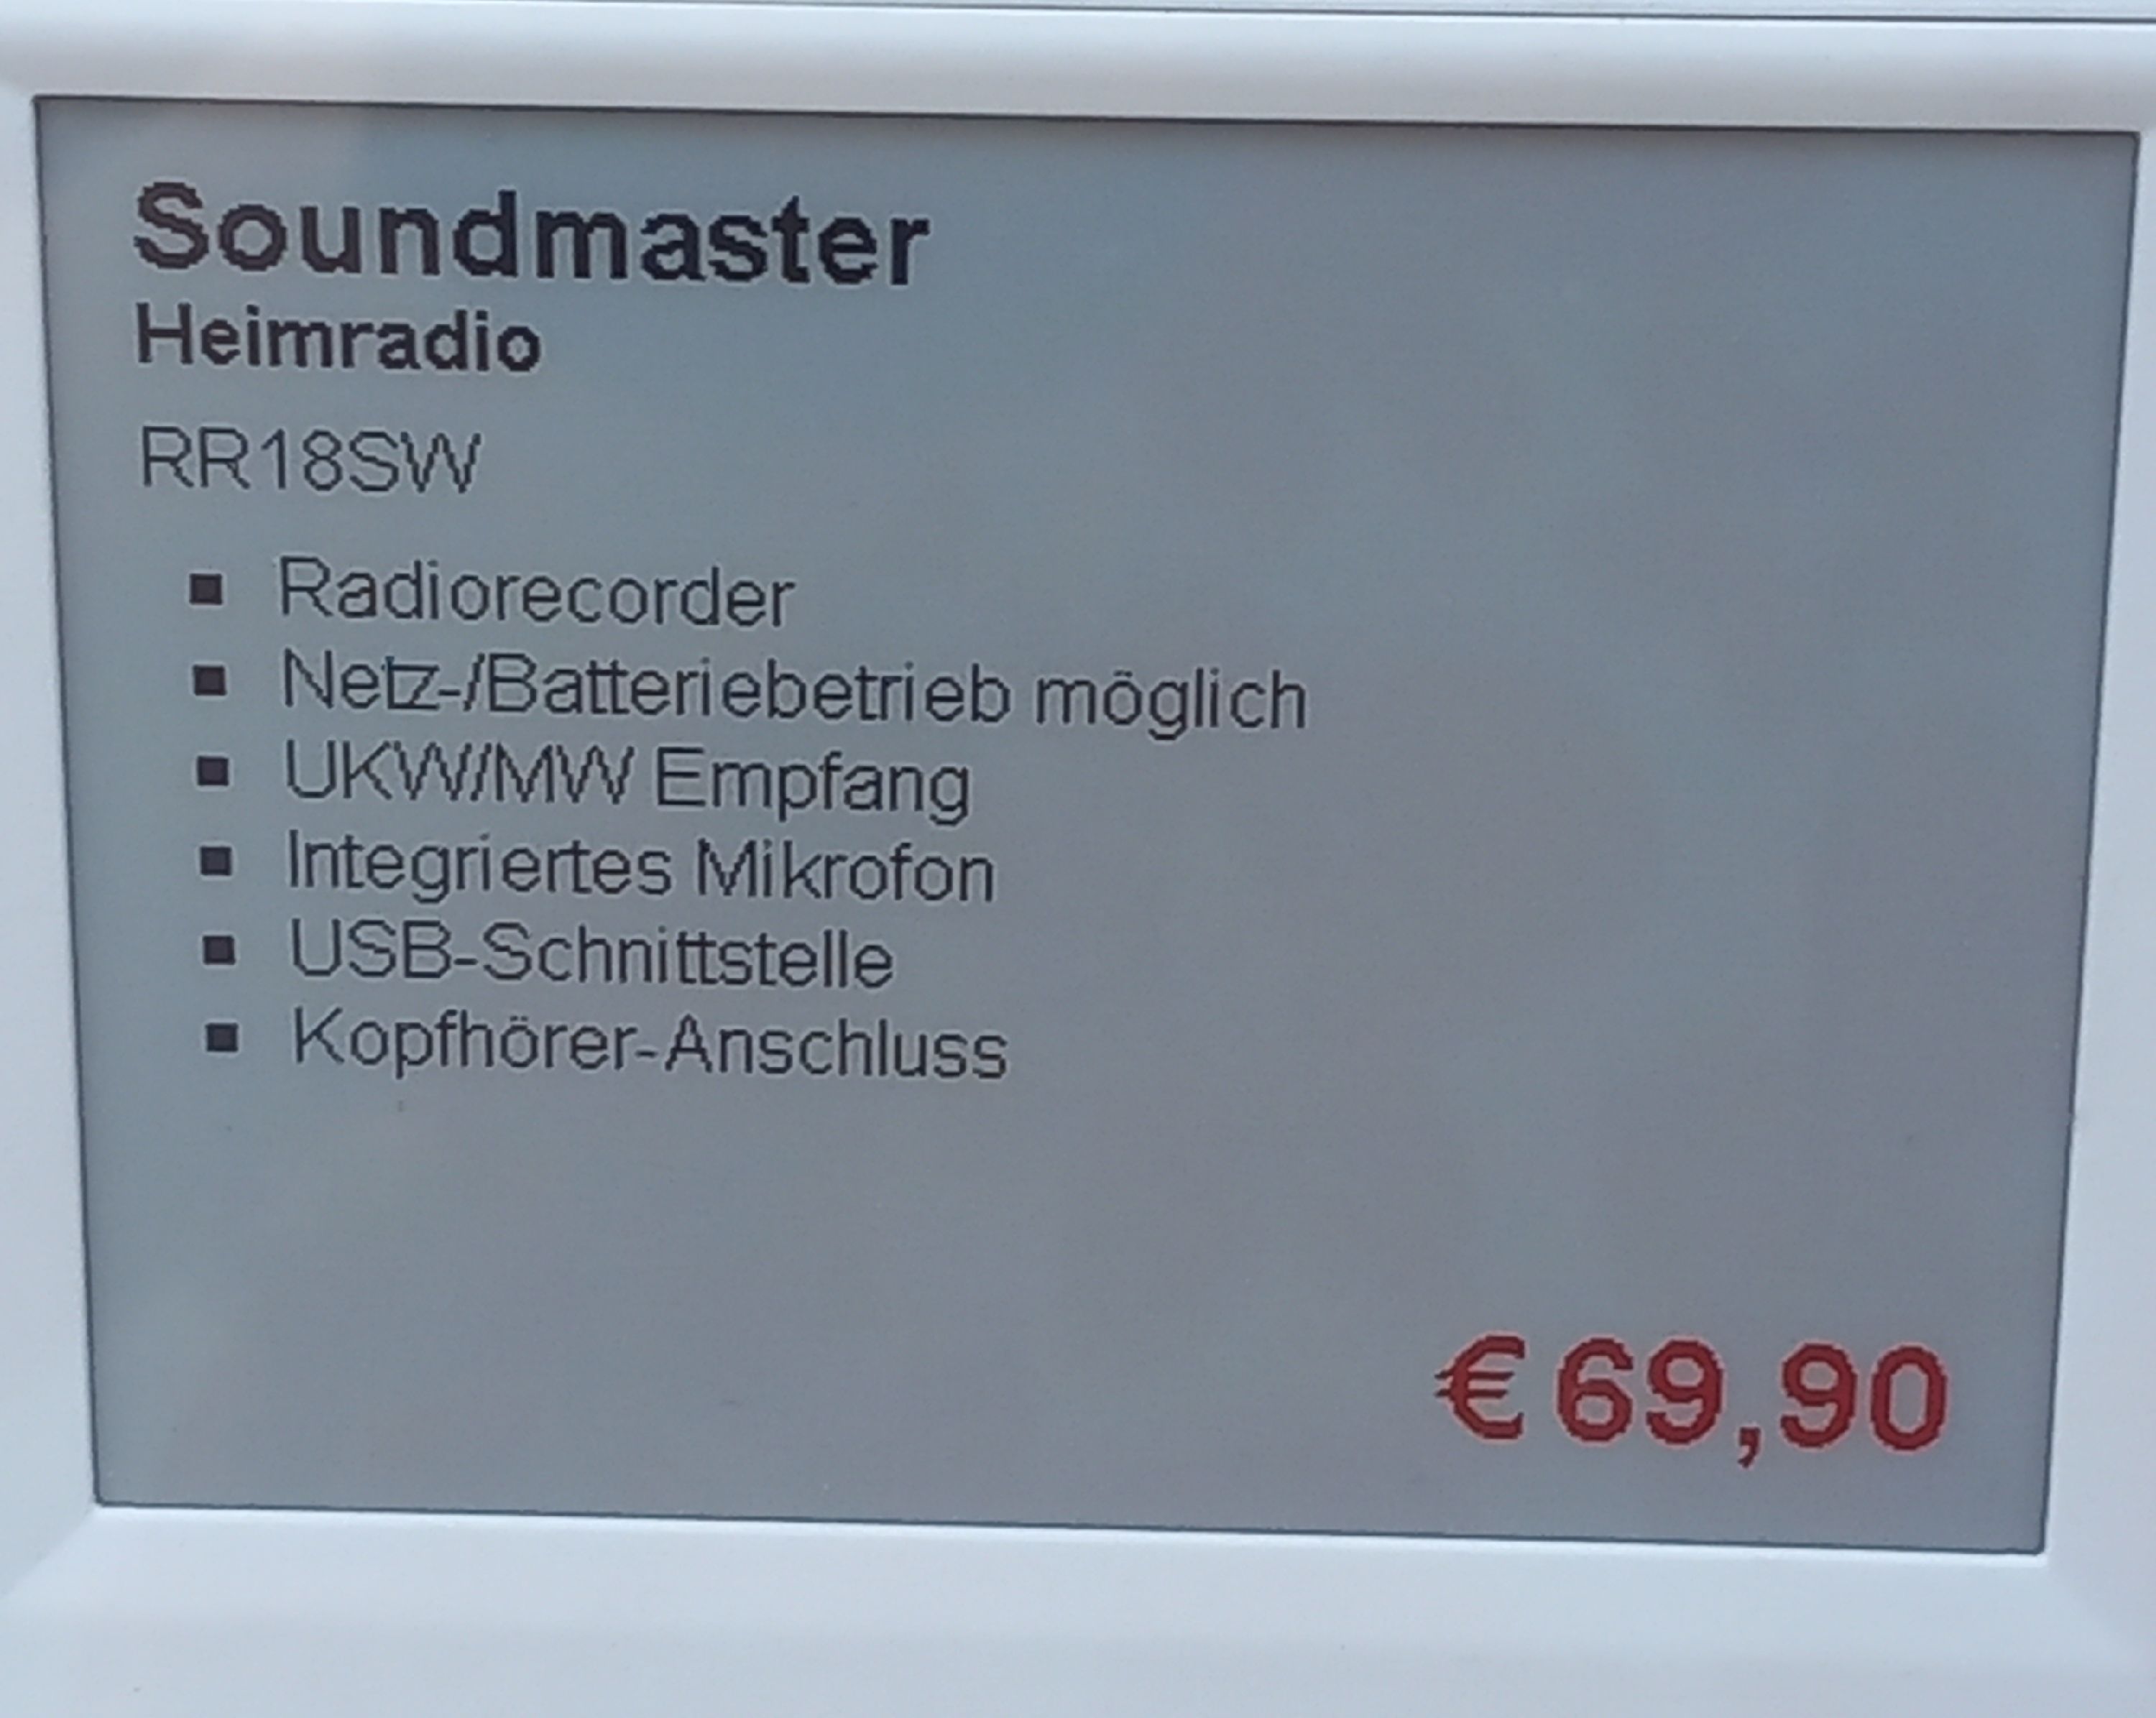 Soundmaster
Heimradio
RR18SW
▪ Radiorecorder
▪ Netz-/Batteriebetrieb möglich
▪ UKW/MW Empfang
▪ Integriertes Mikrofon
▪ USB-Schnittstelle
▪ Kopfhörer-Anschluss
€ 69,90